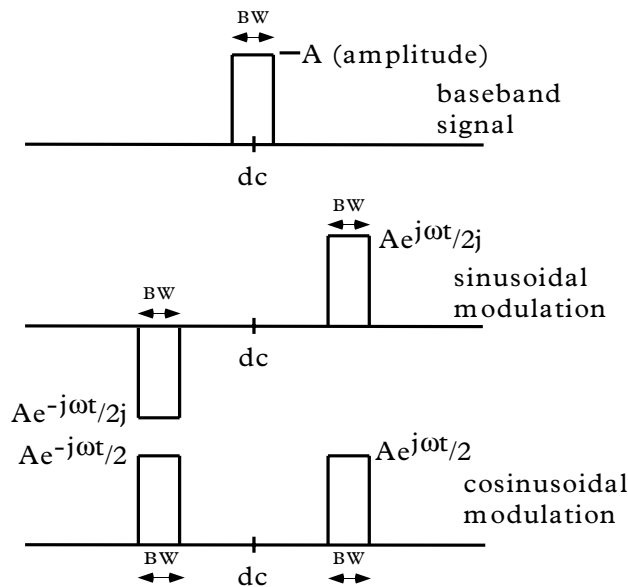 BW
A (amplitude)
baseband
signal
dc
BW
Ae^jωt/2j
sinusoidal
modulation
BW
dc
Ae^-jωt/2j
Ae^-jωt/2
Ae^jωt/2
cosinusoidal
modulation
BW
dc
BW